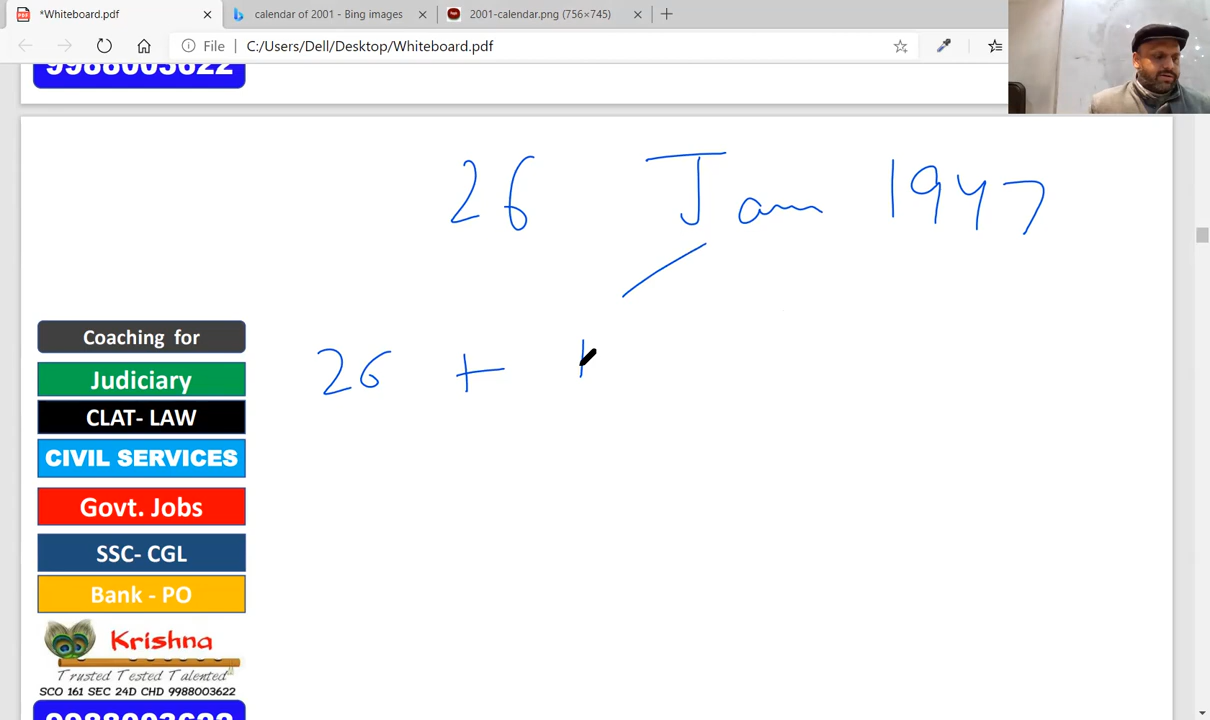 *Whiteboard.pdf
calendar of 2001 - Bing images
2001-calendar.png (756×745)
File
C:/Users/Dell/Desktop/Whiteboard.pdf
9988003622
26 Jan 1947
26 +
Coaching for
Judiciary
CLAT- LAW
CIVIL SERVICES
Govt. Jobs
SSC- CGL
Bank - PO
Krishna
Trusted Tested Talented
SCO 161 SEC 24D CHD 9988003622
9988003622